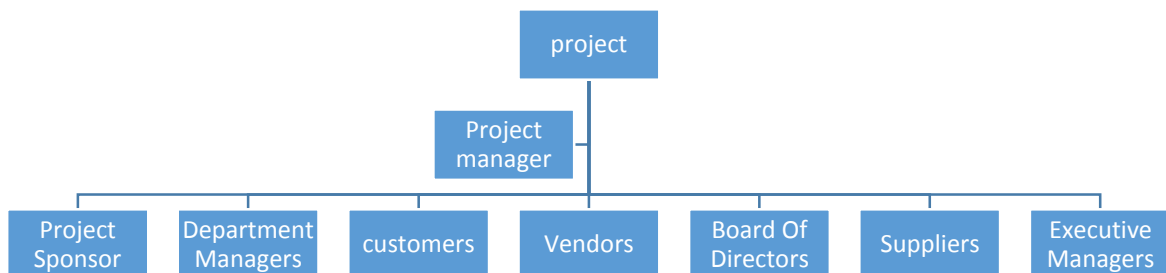 project
Project
manager
Project
Sponsor
Department
Managers
customers
Vendors
Board Of
Directors
Suppliers
Executive
Managers